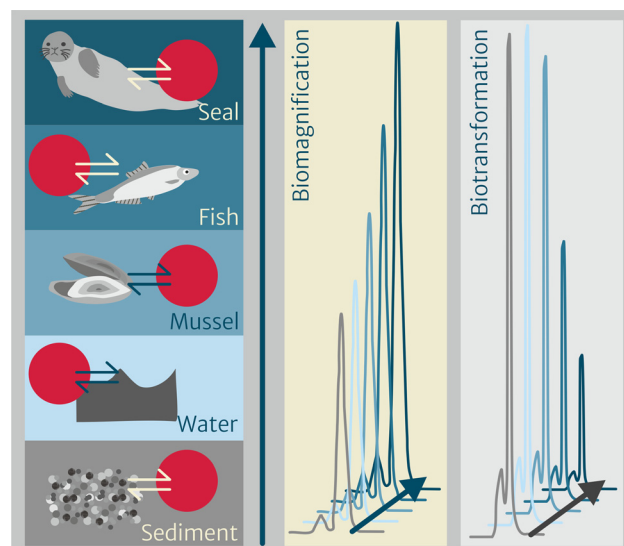 Seal
Fish
Mussel
Water
Sediment
Biomagnification
Biotransformation